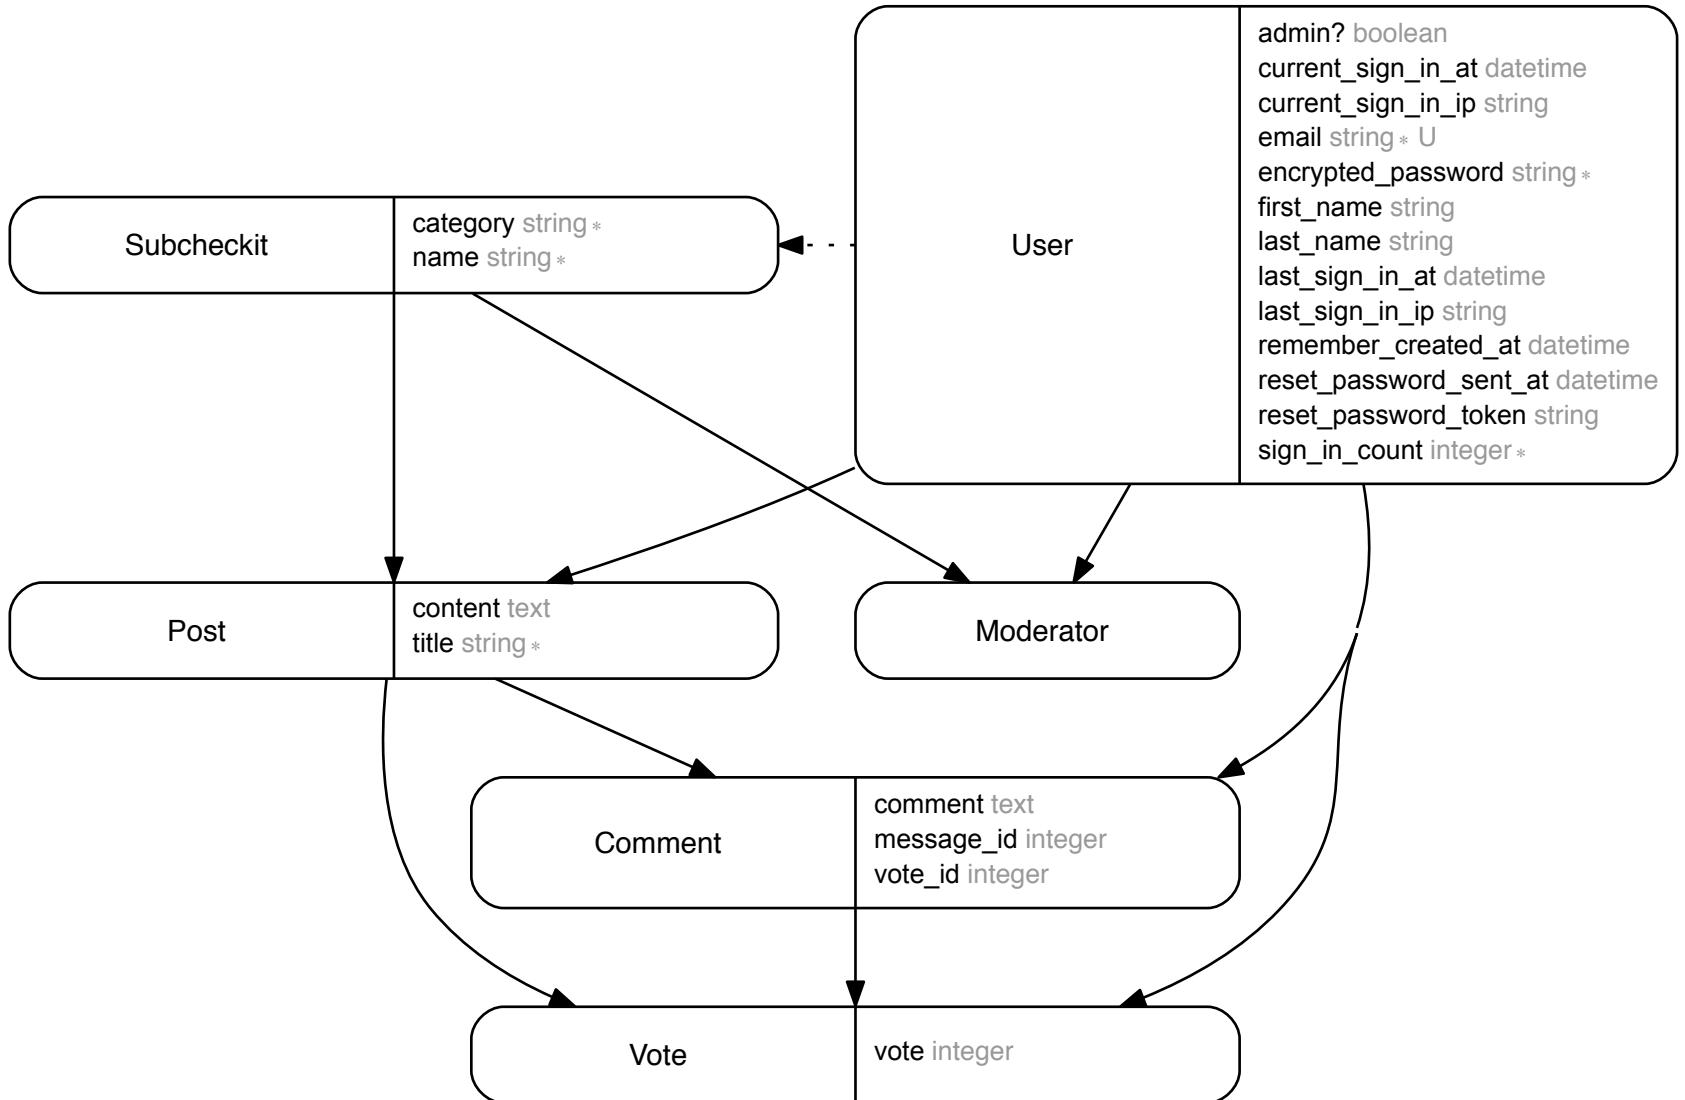 User
admin? boolean
current_sign_in_at datetime
current_sign_in_ip string
email string * U
encrypted_password string *
first_name string
last_name string
last_sign_in_at datetime
last_sign_in_ip string
remember_created_at datetime
reset_password_sent_at datetime
reset_password_token string
sign_in_count integer *
Subcheckit
category string *
name string *
Post
content text
title string *
Moderator
Comment
comment text
message_id integer
vote_id integer
Vote
vote integer